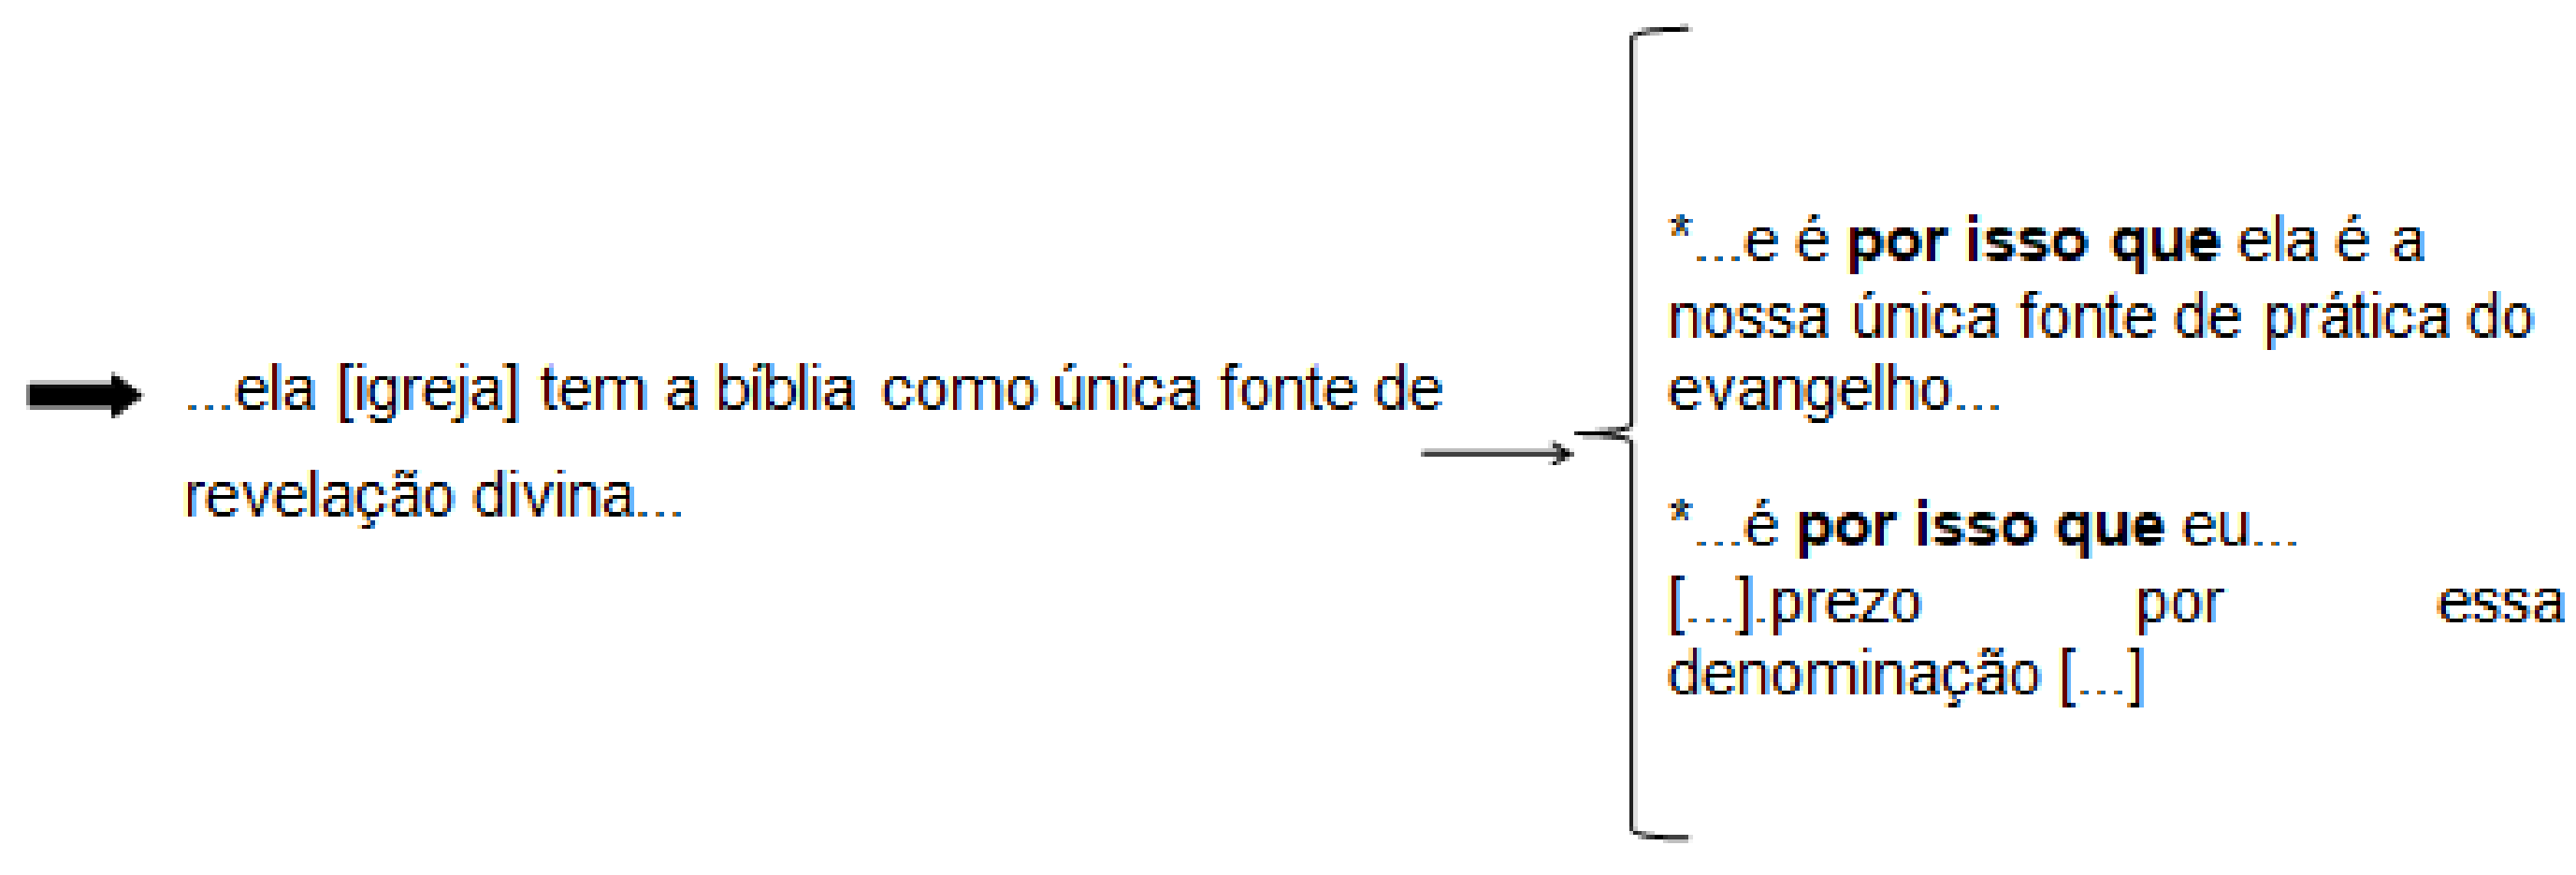 ...ela [igreja] tem a bíblia como única fonte de
revelação divina...
*...e é por isso que ela é a
nossa única fonte de prática do
evangelho...
*...é por isso que eu...
[...].prezo por essa
denominação [...]